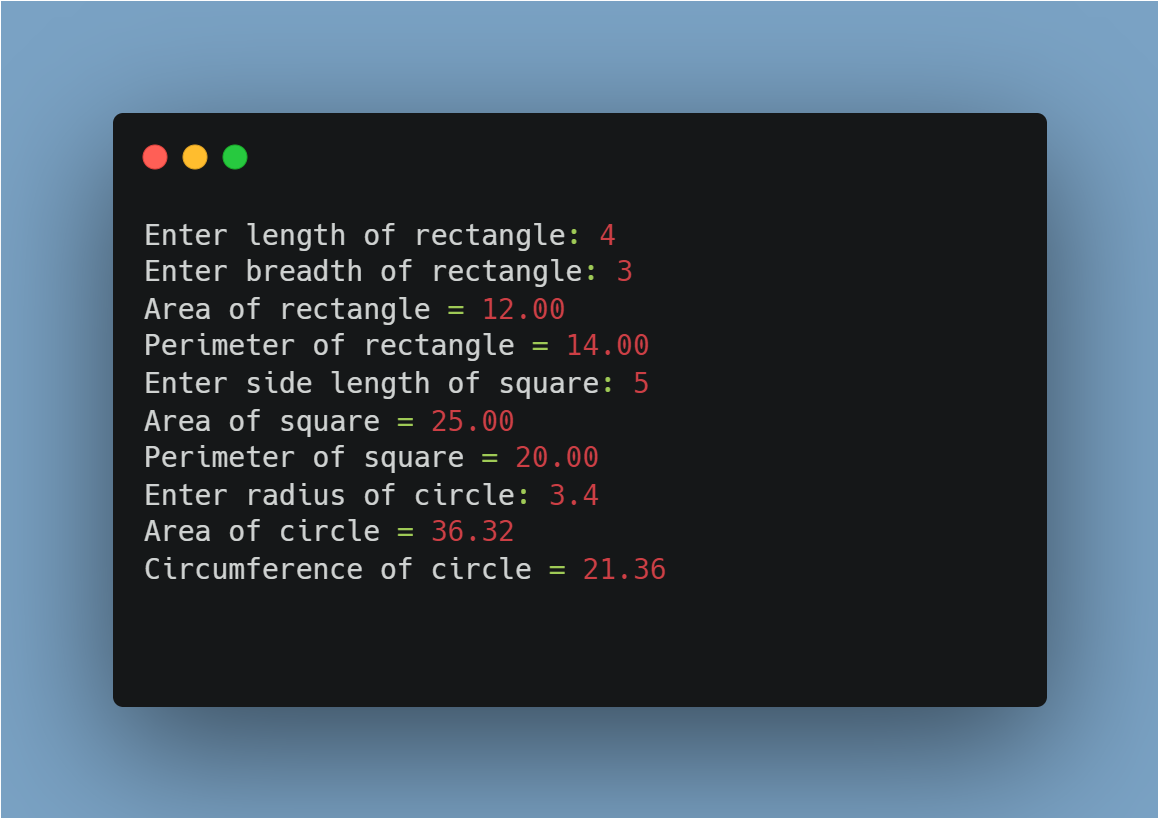 Enter length of rectangle: 4
Enter breadth of rectangle: 3
Area of rectangle = 12.00
Perimeter of rectangle = 14.00
Enter side length of square: 5
Area of square = 25.00
Perimeter of square = 20.00
Enter radius of circle: 3.4
Area of circle = 36.32
Circumference of circle = 21.36